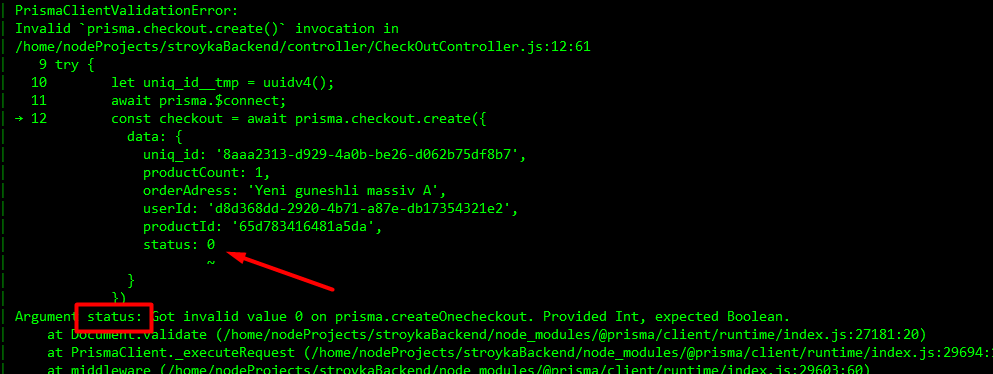 PrismaClientValidationError:
Invalid `prisma.checkout.create()` invocation in
/home/nodeProjects/stroykaBackend/controller/CheckOutController.js:12:61
9 try {
10 let uniq_id__tmp = uuidv4();
11 await prisma.$connect;
→ 12 const checkout = await prisma.checkout.create({
data: {
uniq_id: '8aaa2313-d929-4a0b-be26-d062b75df8b7',
productCount: 1,
orderAdress: 'Yeni guneshli massiv A',
userId: 'd8d368dd-2920-4b71-a87e-db17354321e2',
productId: '65d783416481a5da',
status: 0
~
}
})
Argument status: Got invalid value 0 on prisma.createOnecheckout. Provided Int, expected Boolean.
at Document.validate (/home/nodeProjects/stroykaBackend/node_modules/@prisma/client/runtime/index.js:27181:20)
at PrismaClient._executeRequest (/home/nodeProjects/stroykaBackend/node_modules/@prisma/client/runtime/index.js:29694:1
at middleware (/home/nodeProjects/stroykaBackend/node_modules/@prisma/client/runtime/index.js:29603:60)